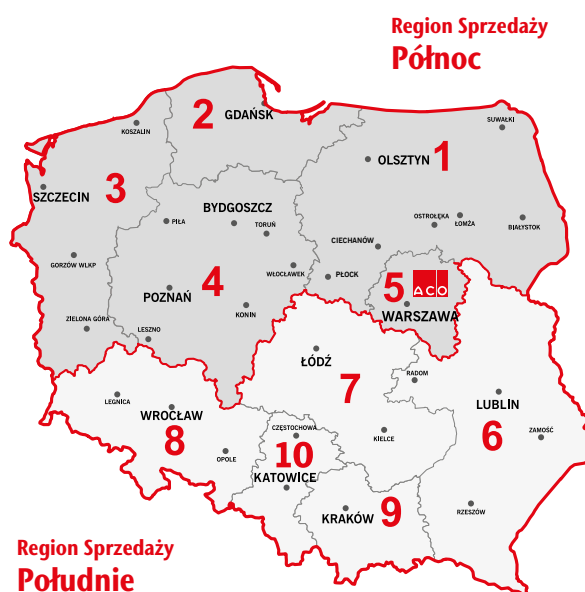 Region Sprzedaży
Północ
2
GDAŃSK
KOSZALIN
SUWAŁKI
OLSZTYN
1
SZCZECIN
3
BYDGOSZCZ
PIŁA
TORUŃ
OSTROŁĘKA
ŁOMŻA
BIAŁYSTOK
CIECHANÓW
GORZÓW WLKP
WŁOCŁAWEK
PŁOCK
4
POZNAŃ
KONIN
5
ACO
WARSZAWA
ZIELONA GÓRA
LESZNO
ŁÓDŹ
7
RADOM
LEGNICA
WROCŁAW
8
OPOLE
CZĘSTOCHOWA
10
KATOWICE
KIELCE
LUBLIN
6
ZAMOŚĆ
KRAKÓW
9
RZESZÓW
Region Sprzedaży
Południe